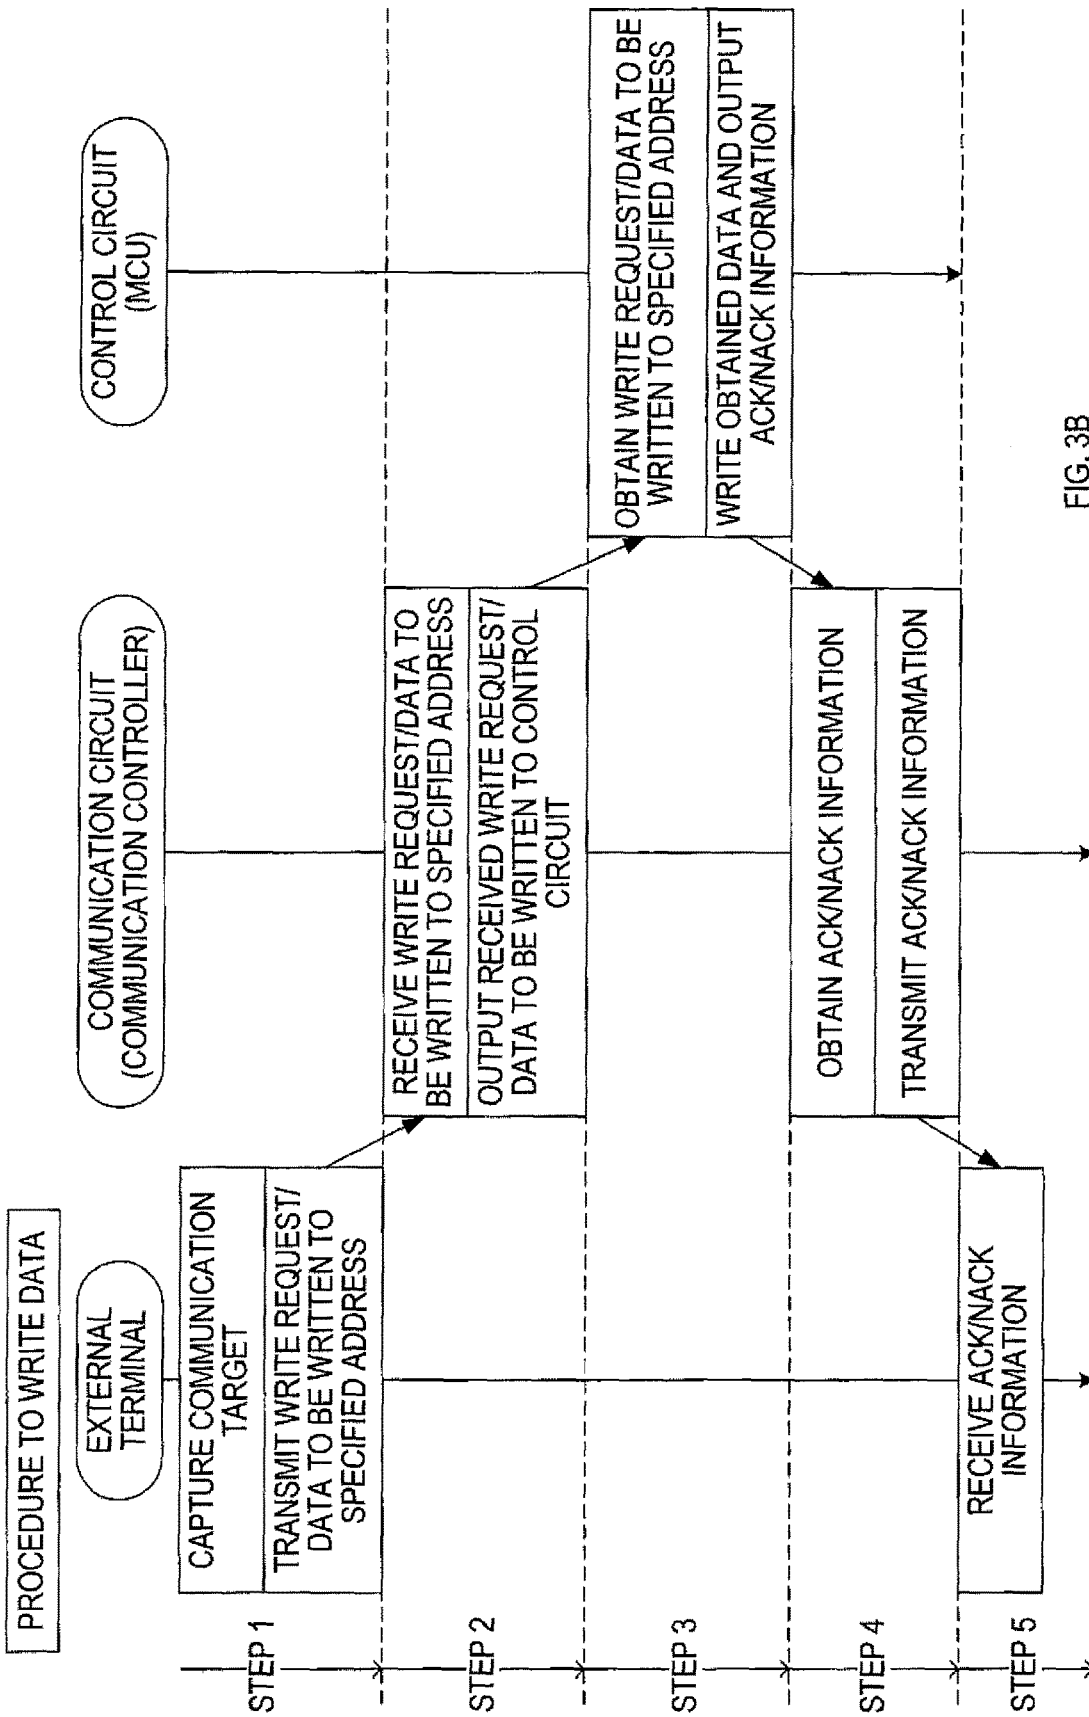 PROCEDURE TO WRITE DATA
EXTERNAL
TERMINAL
COMMUNICATION CIRCUIT
(COMMUNICATION CONTROLLER)
CONTROL CIRCUIT
(MCU)
STEP 1
CAPTURE COMMUNICATION
TARGET
TRANSMIT WRITE REQUEST/
DATA TO BE WRITTEN TO
SPECIFIED ADDRESS
STEP 2
RECEIVE WRITE REQUEST/DATA TO
BE WRITTEN TO SPECIFIED ADDRESS
OUTPUT RECEIVED WRITE REQUEST/
DATA TO BE WRITTEN TO CONTROL
CIRCUIT
STEP 3
OBTAIN WRITE REQUEST/DATA TO BE
WRITTEN TO SPECIFIED ADDRESS
WRITE OBTAINED DATA AND OUTPUT
ACK/NACK INFORMATION
STEP 4
OBTAIN ACK/NACK INFORMATION
TRANSMIT ACK/NACK INFORMATION
STEP 5
RECEIVE ACK/NACK
INFORMATION
FIG. 3B